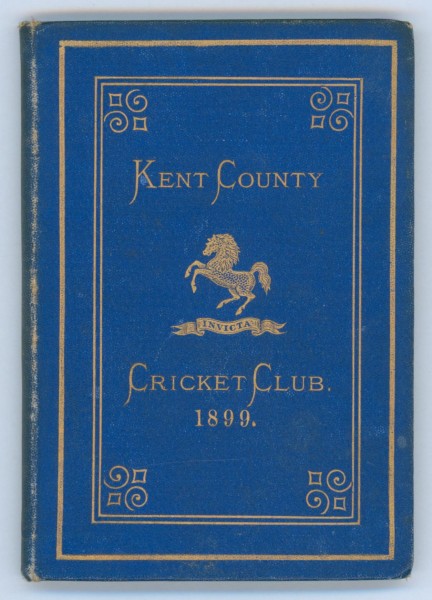 Kent County
INVICTA
Cricket Club.
1899.